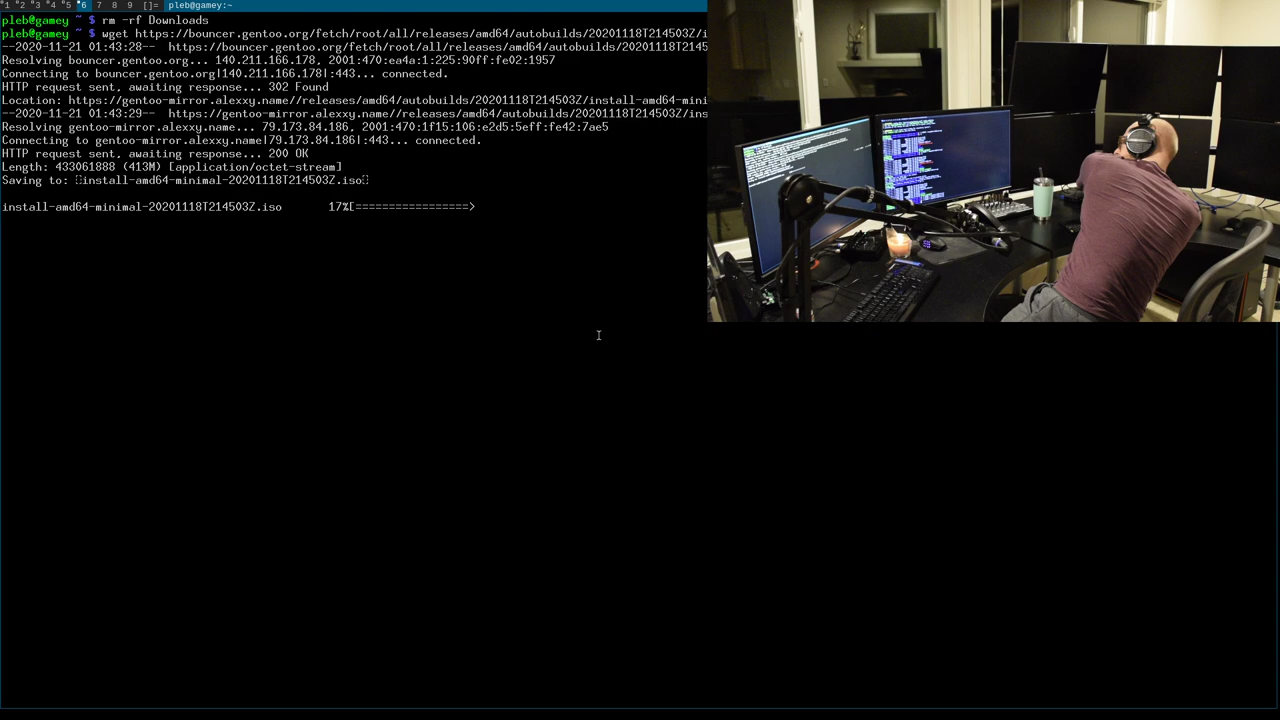 1 2 3 4 5 6 7 8 9 []= pleb@gamey:~
pleb@gamey ~ $ rm -rf Downloads
pleb@gamey ~ $ wget https://bouncer.gentoo.org/fetch/root/all/releases/amd64/autobuilds/20201118T214503Z/i
--2020-11-21 01:43:28-- https://bouncer.gentoo.org/fetch/root/all/releases/amd64/autobuilds/20201118T214503
Resolving bouncer.gentoo.org... 140.211.166.178, 2001:470:ea4a:1:225:90ff:fe02:1957
Connecting to bouncer.gentoo.org|140.211.166.178|:443... connected.
HTTP request sent, awaiting response... 302 Found
Location: https://gentoo-mirror.alexxy.name//releases/amd64/autobuilds/20201118T214503Z/install-amd64-mini
--2020-11-21 01:43:29-- https://gentoo-mirror.alexxy.name//releases/amd64/autobuilds/20201118T214503Z/ins
Resolving gentoo-mirror.alexxy.name... 79.173.84.186, 2001:470:1f15:106:e2d5:5eff:fe42:7ae5
Connecting to gentoo-mirror.alexxy.name|79.173.84.186|:443... connected.
HTTP request sent, awaiting response... 200 OK
Length: 433061888 (413M) [application/octet-stream]
Saving to: install-amd64-minimal-20201118T214503Z.iso
install-amd64-minimal-20201118T214503Z.iso 17%[=================>